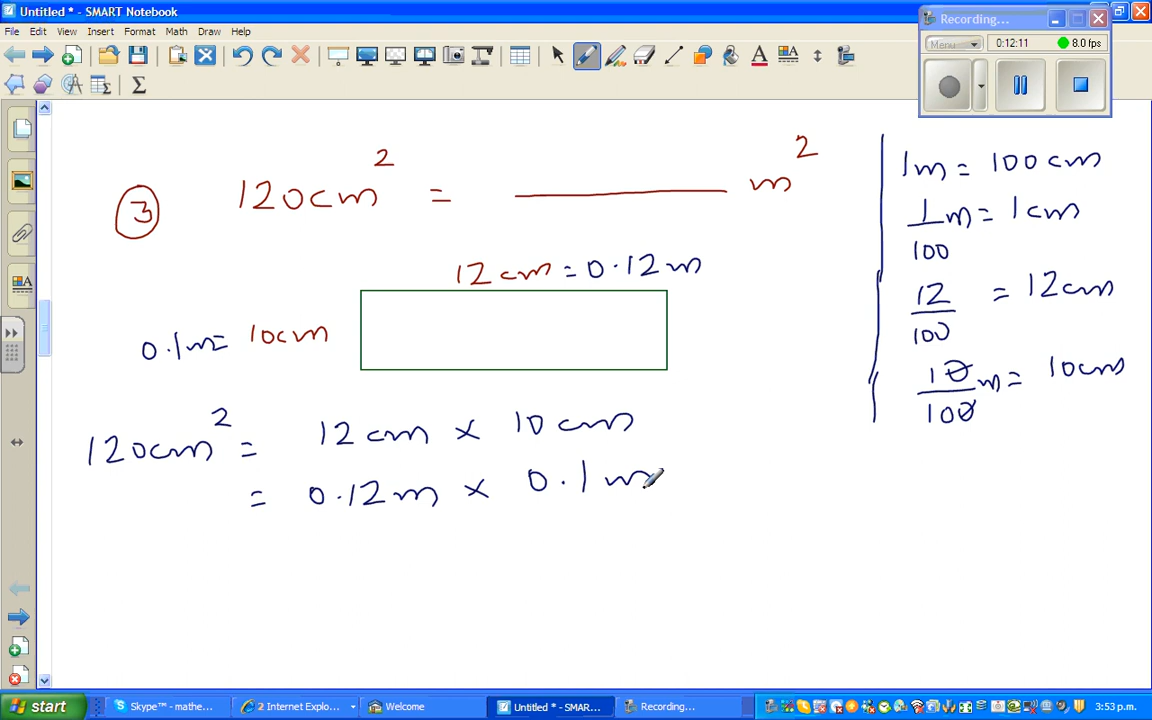 Untitled * - SMART Notebook
File Edit View Insert Format Math Draw Help
Recording...
Menu 0:12:11 8.0 fps
③ 120cm² = ______ m²
12cm = 0.12m
0.1m= 10cm
120cm² = 12cm × 10cm
= 0.12m × 0.1m
1m = 100cm
1/100 m = 1cm
12/100 = 12cm
10/100 m = 10cm
start Skype™ - mathe... 2 Internet Explo... Welcome Untitled * - SMAR... Recording... 3:53 p.m.